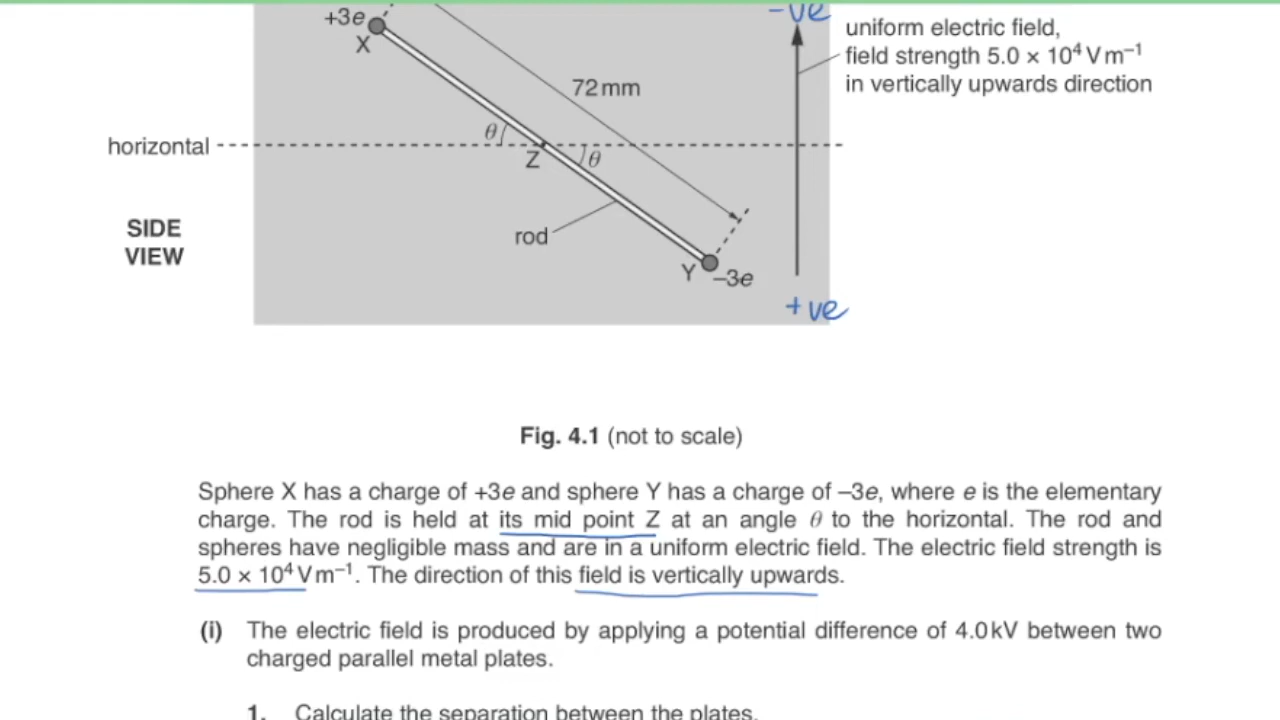 +3e
-ve
X
uniform electric field,
field strength 5.0 × 10⁴ V m⁻¹
in vertically upwards direction
72 mm
θ
horizontal
Z
θ
SIDE
VIEW
rod
Y
–3e
+ve
Fig. 4.1 (not to scale)
Sphere X has a charge of +3e and sphere Y has a charge of –3e, where e is the elementary
charge. The rod is held at its mid point Z at an angle θ to the horizontal. The rod and
spheres have negligible mass and are in a uniform electric field. The electric field strength is
5.0 × 10⁴ V m⁻¹. The direction of this field is vertically upwards.
(i) The electric field is produced by applying a potential difference of 4.0 kV between two
charged parallel metal plates.
1. Calculate the separation between the plates.